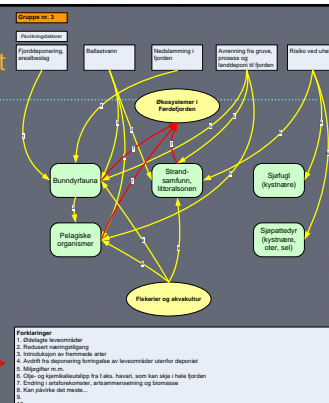 Gruppe nr. 3
t
Påvirkningsfaktorer
Fjorddeponering,
arealbeslag
Ballastvann
Nedslamming i
fjorden
Avrenning fra gruve,
prosess og
landdeponi til fjorden
Risiko ved uhe
Økosystemer i
Førdefjorden
Bunndyrfauna
Strand-
samfunn,
littoralsonen
Sjøfugl
(kystnære)
Pelagiske
organismer
Sjøpattedyr
(kystnære,
oter, sel)
Fiskerier og akvakultur
Forklaringer
1. Ødelagte leveområder
2. Redusert næringstilgang
3. Introduksjon av fremmede arter
4. Avdrift fra deponering forringelse av leveområder utenfor deponiet
5. Miljøgifter m.m.
6. Olje- og kjemikalieutslipp fra f.eks. havari, som kan skje i hele fjorden
7. Endring i artsforekomster, artsammensetning og biomasse
8. Kan påvirke det meste...
9.